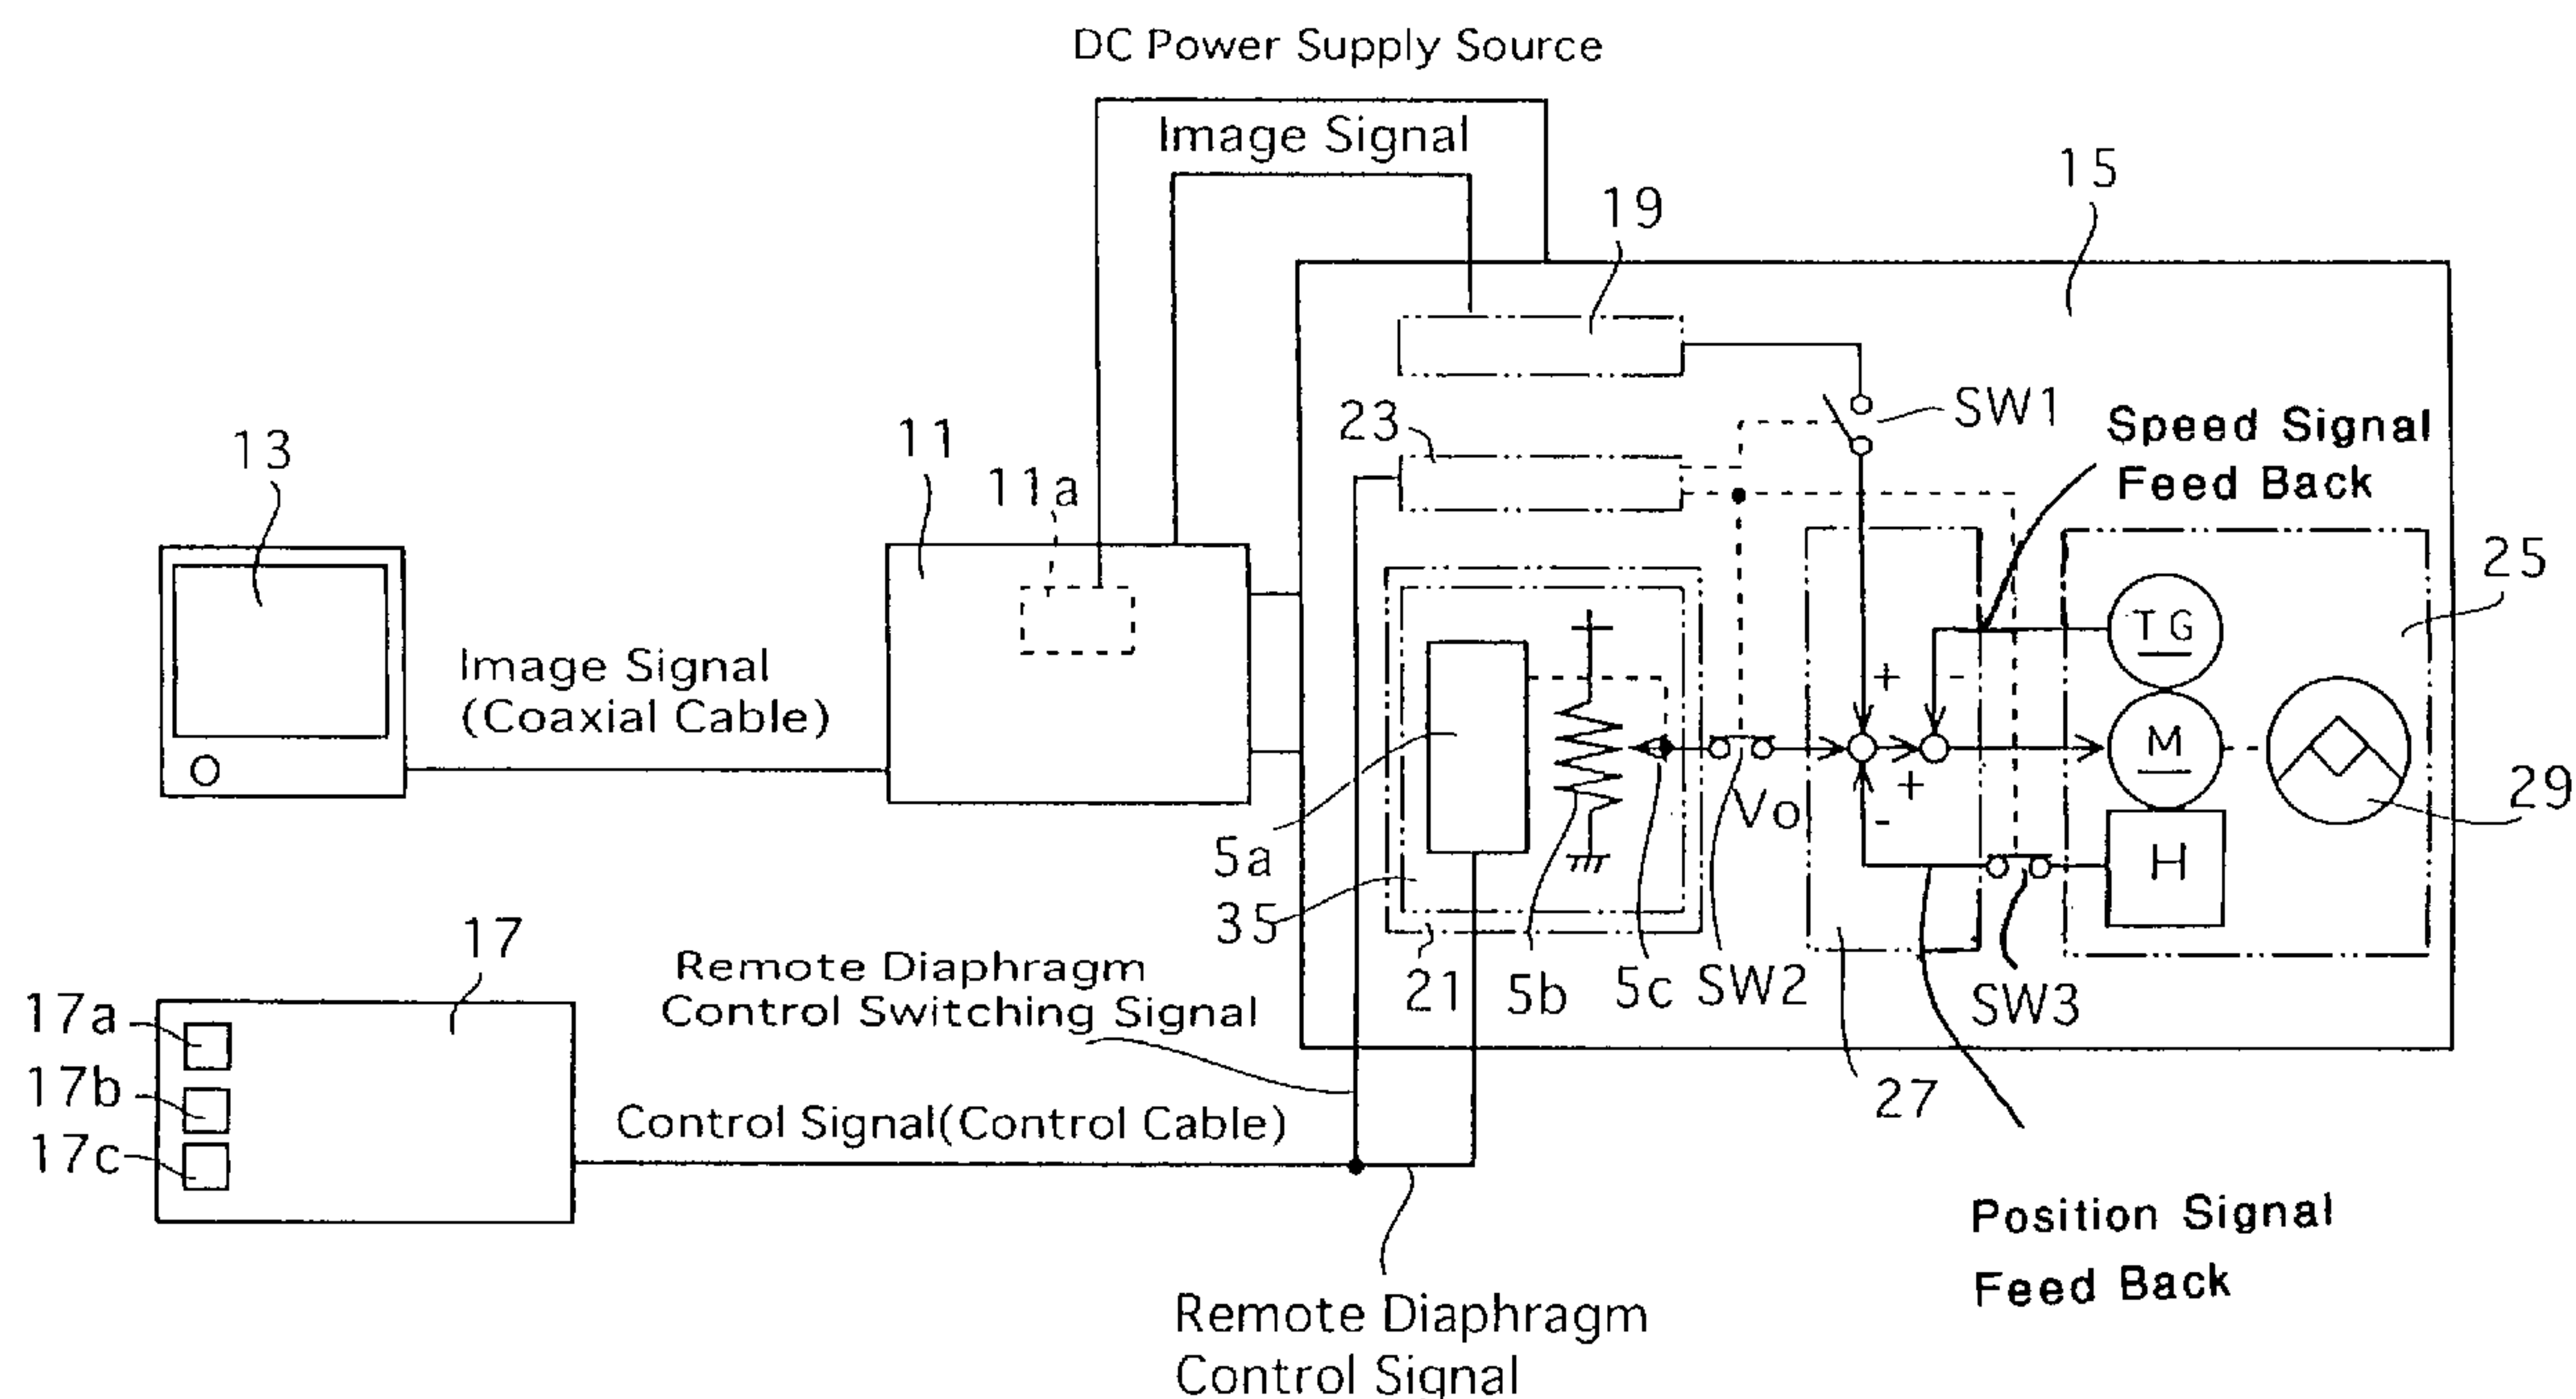 DC Power Supply Source
Image Signal
15
19
SW1
23
Speed Signal
Feed Back
11
13
11a
25
TG
Image Signal
(Coaxial Cable)
+
-
M
+
Vo
-
29
5a
H
35
17
Remote Diaphragm
Control Switching Signal
21
5b
5c
SW2
SW3
17a
17b
27
Control Signal(Control Cable)
17c
Position Signal
Feed Back
Remote Diaphragm
Control Signal